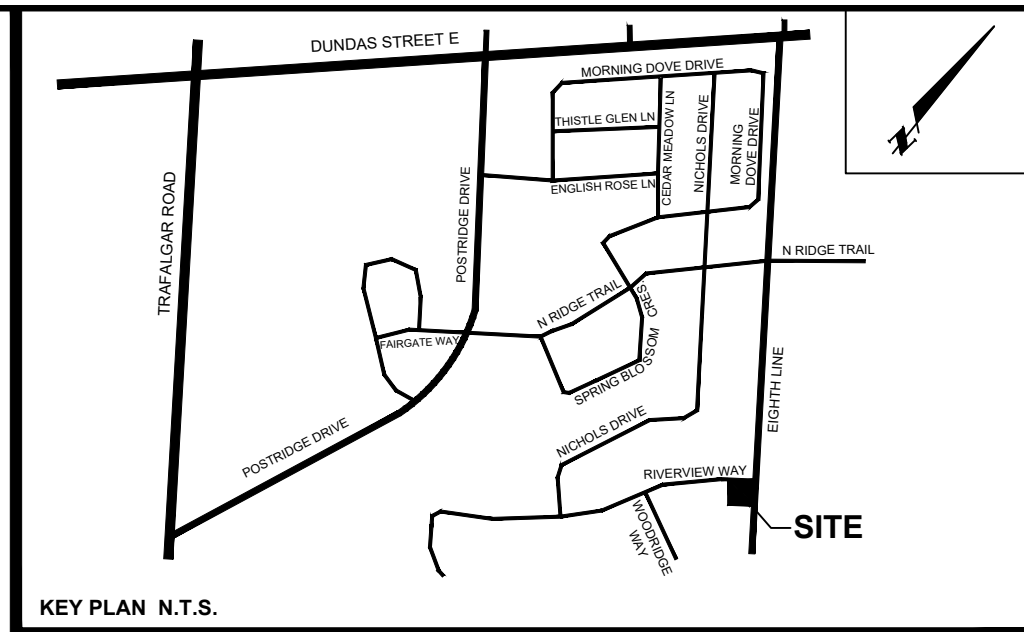 DUNDAS STREET E
MORNING DOVE DRIVE
THISTLE GLEN LN
CEDAR MEADOW LN
NICHOLS DRIVE
MORNING
DOVE DRIVE
ENGLISH ROSE LN
TRAFALGAR ROAD
POSTRIDGE DRIVE
N RIDGE TRAIL
N RIDGE TRAIL
FAIRGATE WAY
SPRING BLOSSOM CRES
EIGHTH LINE
POSTRIDGE DRIVE
NICHOLS DRIVE
RIVERVIEW WAY
WOODRIDGE
WAY
SITE
KEY PLAN N.T.S.
N